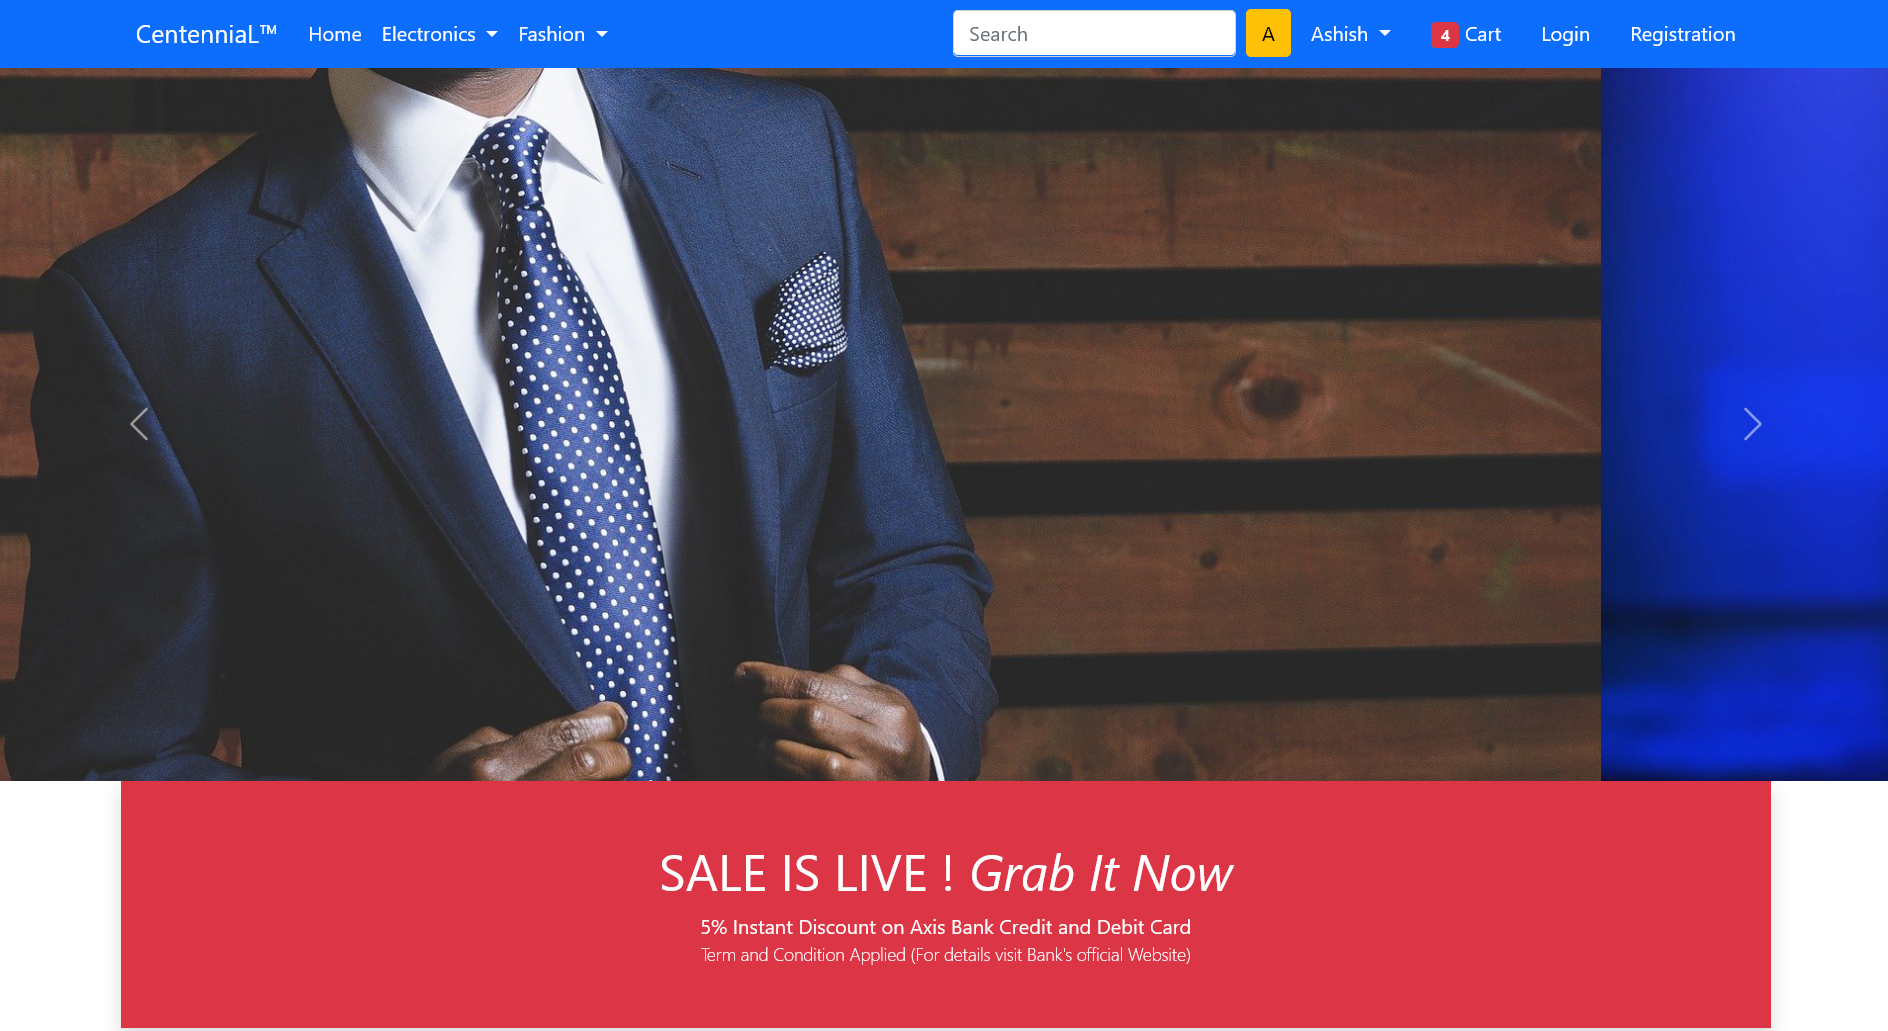 CentenniaL™ Home Electronics Fashion Search A Ashish 4 Cart Login Registration
SALE IS LIVE ! Grab It Now
5% Instant Discount on Axis Bank Credit and Debit Card
Term and Condition Applied (For details visit Bank's official Website)